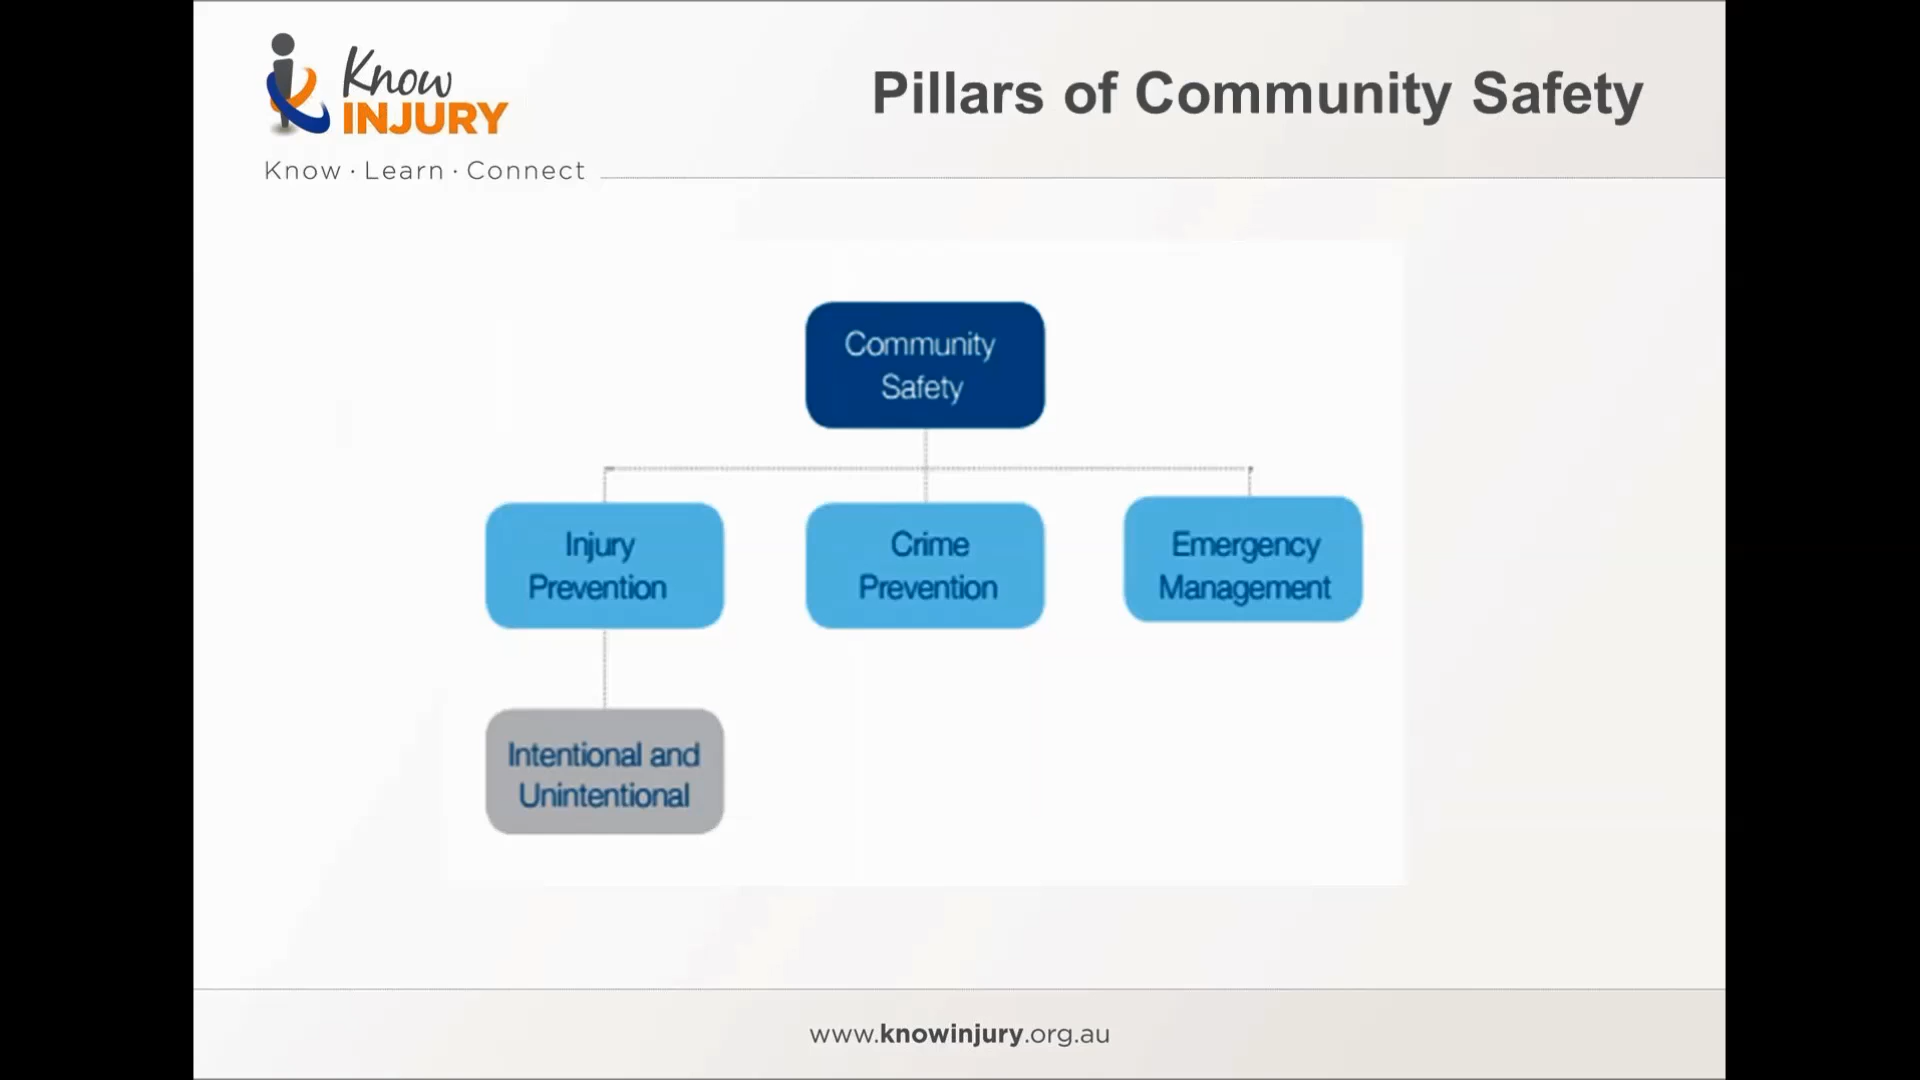 Know
INJURY
Know · Learn · Connect
Pillars of Community Safety
Community
Safety
Injury
Prevention
Crime
Prevention
Emergency
Management
Intentional and
Unintentional
www.knowinjury.org.au